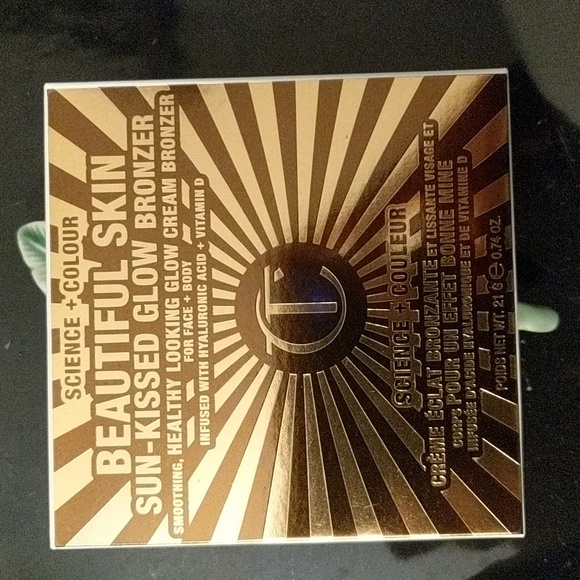 SCIENCE + COLOUR
BEAUTIFUL SKIN
SUN-KISSED GLOW BRONZER
SMOOTHING, HEALTHY LOOKING GLOW CREAM BRONZER
FOR FACE + BODY
INFUSED WITH HYALURONIC ACID + VITAMIN D
CT
SCIENCE + COULEUR
CRÈME ÉCLAT BRONZANTE ET LISSANTE VISAGE ET
CORPS POUR UN EFFET BONNE MINE
INFUSÉE D'ACIDE HYALURONIQUE ET DE VITAMINE D
POIDS NET WT. 21 G ℮ 0.74 OZ.